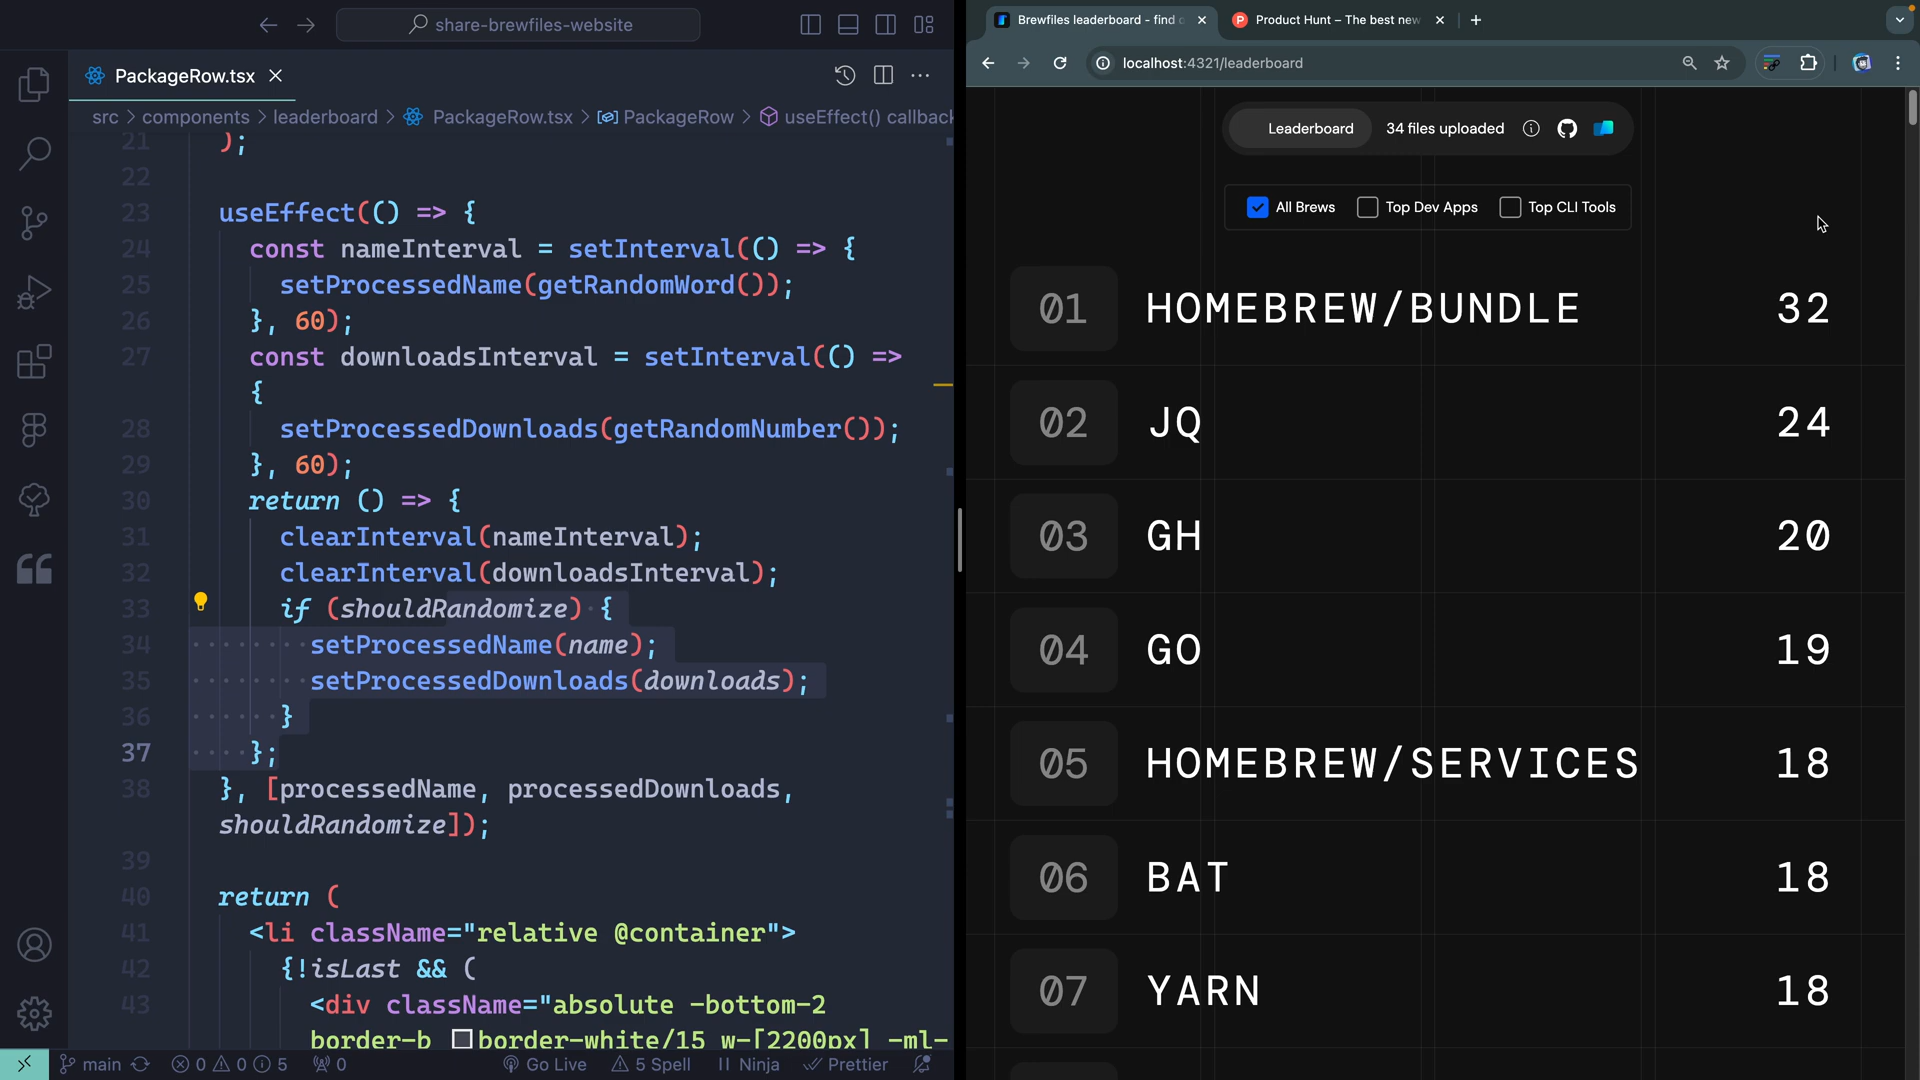 share-brewfiles-website
PackageRow.tsx
src > components > leaderboard > PackageRow.tsx > PackageRow > useEffect() callback
21 );
22
23 useEffect(() => {
24 const nameInterval = setInterval(() => {
25 setProcessedName(getRandomWord());
26 }, 60);
27 const downloadsInterval = setInterval(() =>
{
28 setProcessedDownloads(getRandomNumber());
29 }, 60);
30 return () => {
31 clearInterval(nameInterval);
32 clearInterval(downloadsInterval);
33 if (shouldRandomize) {
34 setProcessedName(name);
35 setProcessedDownloads(downloads);
36 }
37 };
38 }, [processedName, processedDownloads,
shouldRandomize]);
39
40 return (
41 <li className="relative @container">
42 {!isLast && (
43 <div className="absolute -bottom-2
border-b border-white/15 w-[2200px] -ml-
main 0 0 5 0 Go Live 5 Spell Ninja Prettier
Brewfiles leaderboard - find
Product Hunt – The best new
localhost:4321/leaderboard
Leaderboard 34 files uploaded
All Brews Top Dev Apps Top CLI Tools
01 HOMEBREW/BUNDLE 32
02 JQ 24
03 GH 20
04 GO 19
05 HOMEBREW/SERVICES 18
06 BAT 18
07 YARN 18